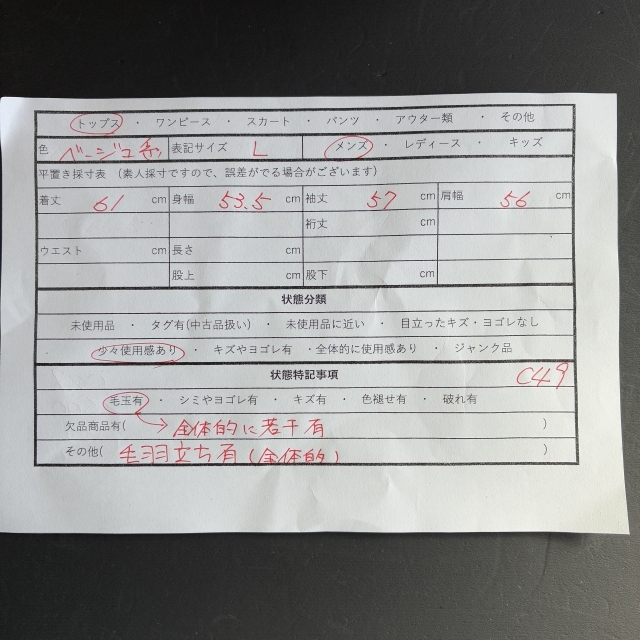 トップス ・ ワンピース ・ スカート ・ パンツ ・ アウター類 ・ その他
色 ベージュ系 表記サイズ L メンズ ・ レディース ・ キッズ
平置き採寸表 (素人採寸ですので、誤差がでる場合がございます)
着丈 61 cm 身幅 53.5 cm 袖丈 57 cm 肩幅 56 cm
裄丈 cm
ウエスト cm 長さ cm
股上 cm 股下 cm
状態分類
未使用品 ・ タグ有(中古品扱い) ・ 未使用品に近い ・ 目立ったキズ・ヨゴレなし
少々使用感あり ・ キズやヨゴレ有 ・全体的に使用感あり ・ ジャンク品
状態特記事項 C49
毛玉有 ・ シミやヨゴレ有 ・ キズ有 ・ 色褪せ有 ・ 破れ有
欠品商品有( 全体的に若干有 )
その他( 毛羽立ち有(全体的) )